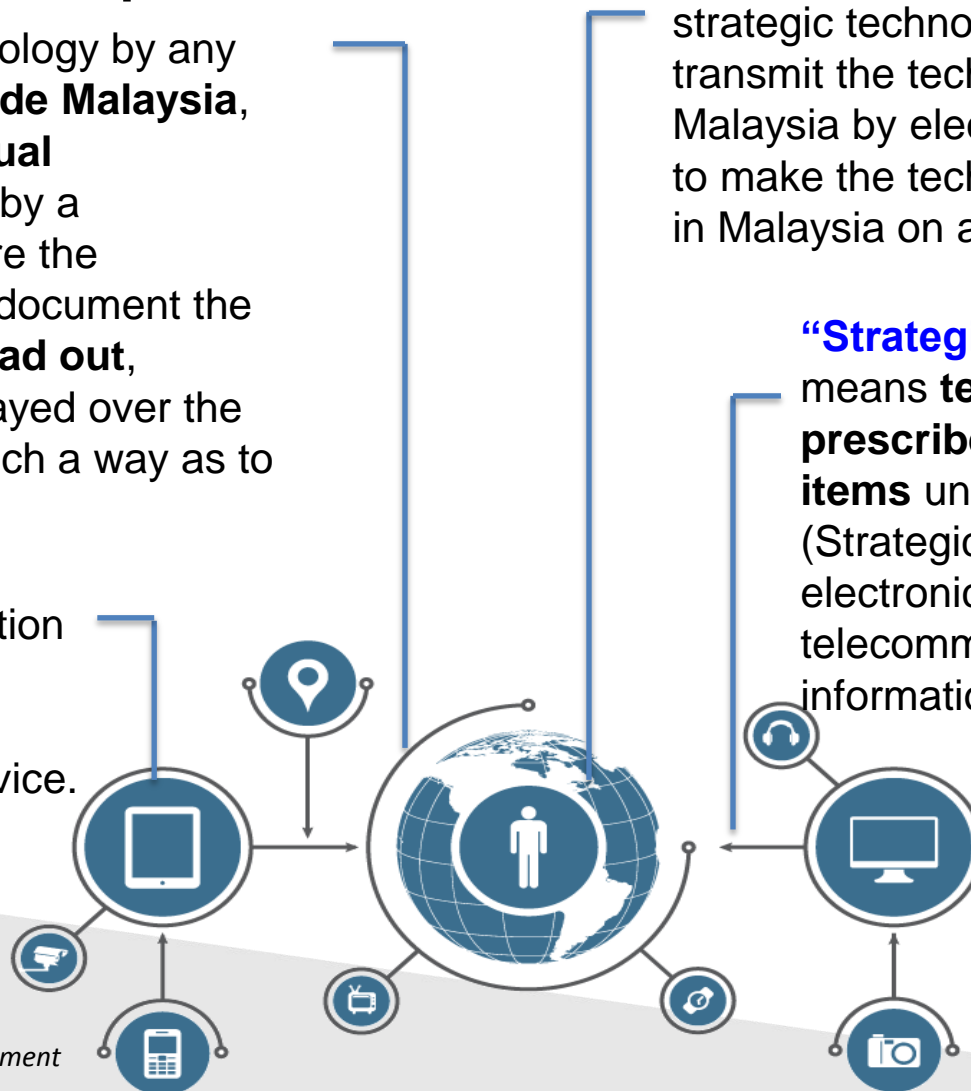 ology by any
de Malaysia,
ual
by a
re the
document the
ad out,
ayed over the
ch a way as to
tion
vice.
strategic techno
transmit the tech
Malaysia by elec
to make the tech
in Malaysia on a
“Strateg
means te
prescribe
items un
(Strategic
electronic
telecomm
informatio
ment